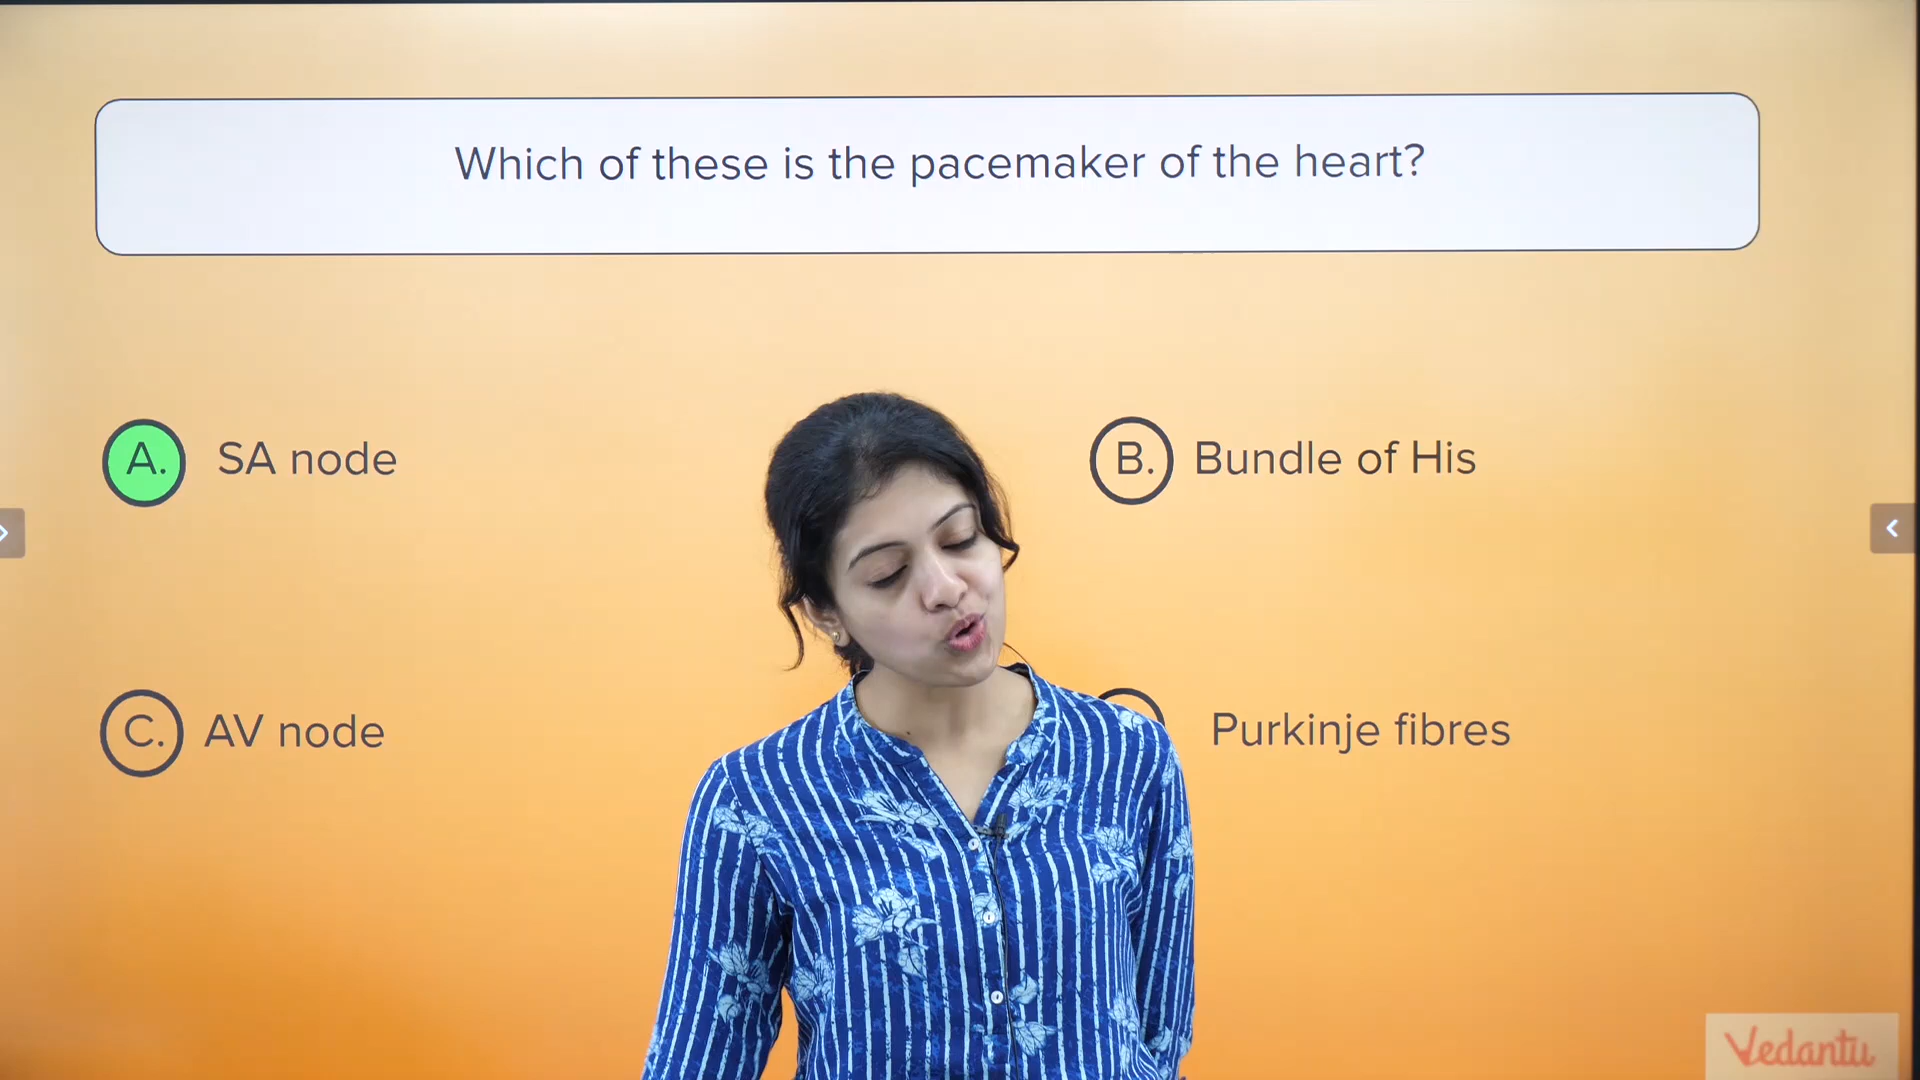 Which of these is the pacemaker of the heart?
A. SA node
B. Bundle of His
C. AV node
Purkinje fibres
Vedantu